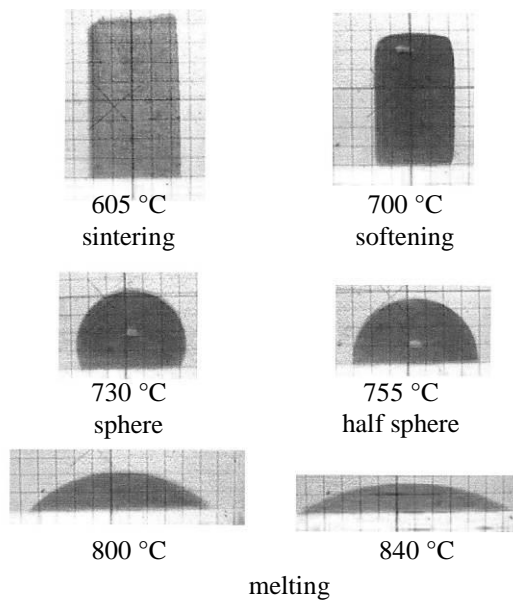 605 °C
sintering
700 °C
softening
730 °C
sphere
755 °C
half sphere
800 °C
840 °C
melting